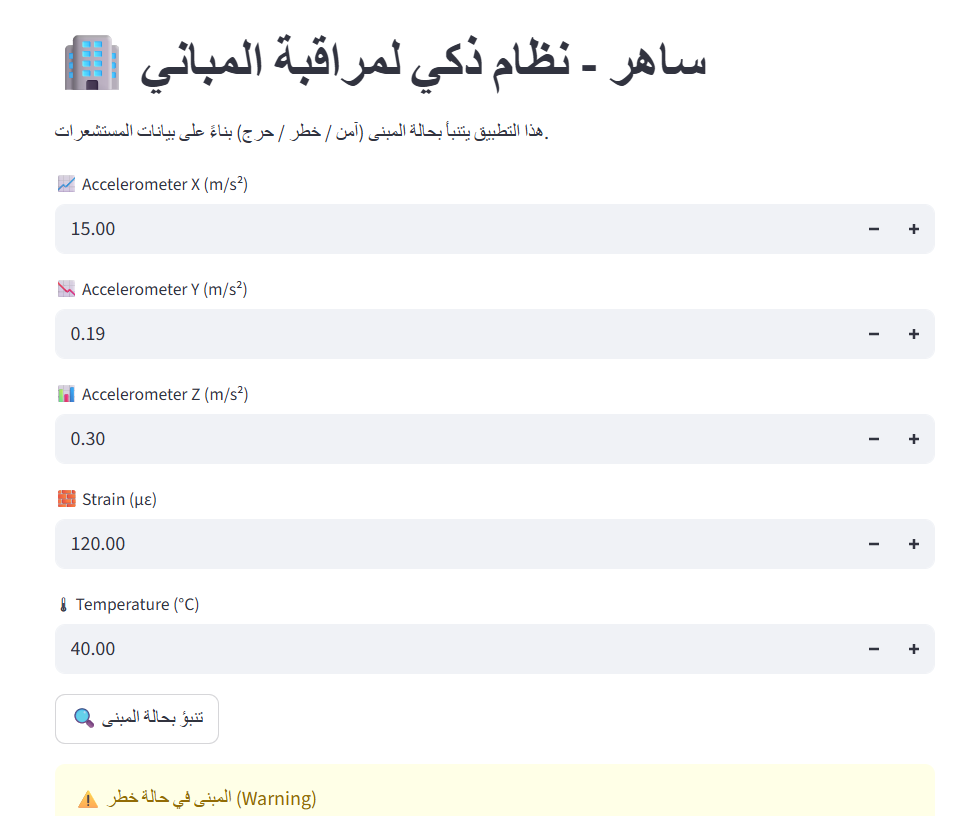 ساهر - نظام ذكي لمراقبة المباني
هذا التطبيق يتنبأ بحالة المبنى (آمن / خطر / حرج) بناءً على بيانات المستشعرات.
Accelerometer X (m/s²)
15.00
Accelerometer Y (m/s²)
0.19
Accelerometer Z (m/s²)
0.30
Strain (με)
120.00
Temperature (°C)
40.00
تنبؤ بحالة المبنى
المبنى في حالة خطر (Warning)